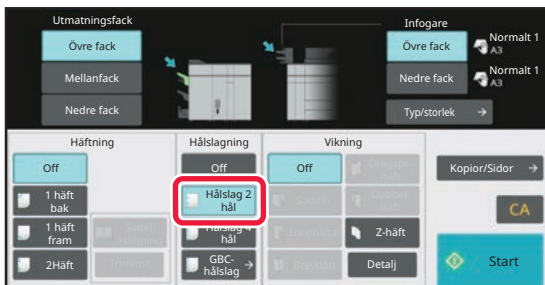 Utmatningsfack
Infogare
Övre fack
Övre fack
Normalt 1
A3
Mellanfack
Nedre fack
Normalt 1
A3
Nedre fack
Typ/storlek
Häftning
Hålslagning
Vikning
Off
Off
Off
Kopior/Sidor
1 häft
bak
Hålslag 2
hål
CA
1 häft
fram
hål
Z-häft
2Häft
GBC-
hålslag
Detalj
Start